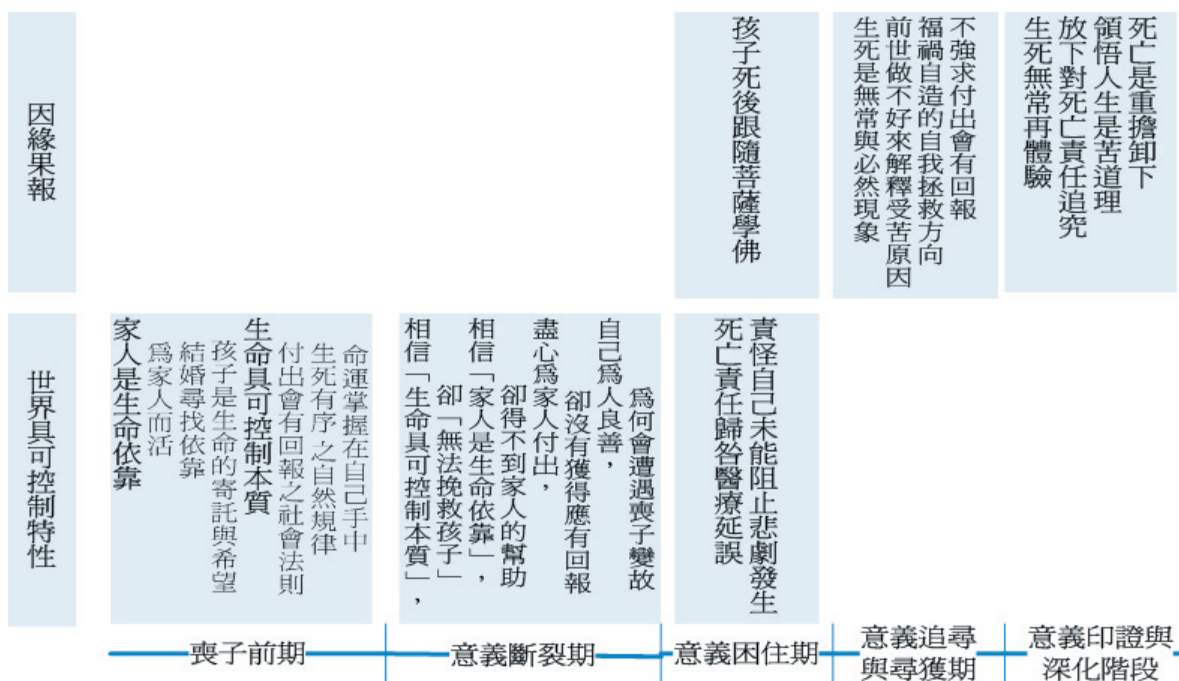 因緣果報
孩子死後跟隨菩薩學佛
生死是無常與必然現象
前世做不好來解釋受苦原因
福禍自造的自我拯救方向
不強求付出會有回報
生死無常再體驗
放下對死亡責任追究
領悟人生是苦道理
死亡是重擔卸下
世界具可控制特性
家人是生命依靠
爲家人而活
結婚尋找依靠
孩子是生命的寄託與希望
生命具可控制本質
付出會有回報之社會法則
生死有序之自然規律
命運掌握在自己手中
相信「生命具可控制本質」，
卻「無法挽救孩子」
相信「家人是生命依靠」，
卻得不到家人的幫助
盡心爲家人付出，
卻沒有獲得應有回報
自己爲人良善，
爲何會遭遇喪子變故
死亡責任歸咎醫療延誤
責怪自己未能阻止悲劇發生
喪子前期
意義斷裂期
意義困住期
意義追尋
與尋獲期
意義印證與
深化階段